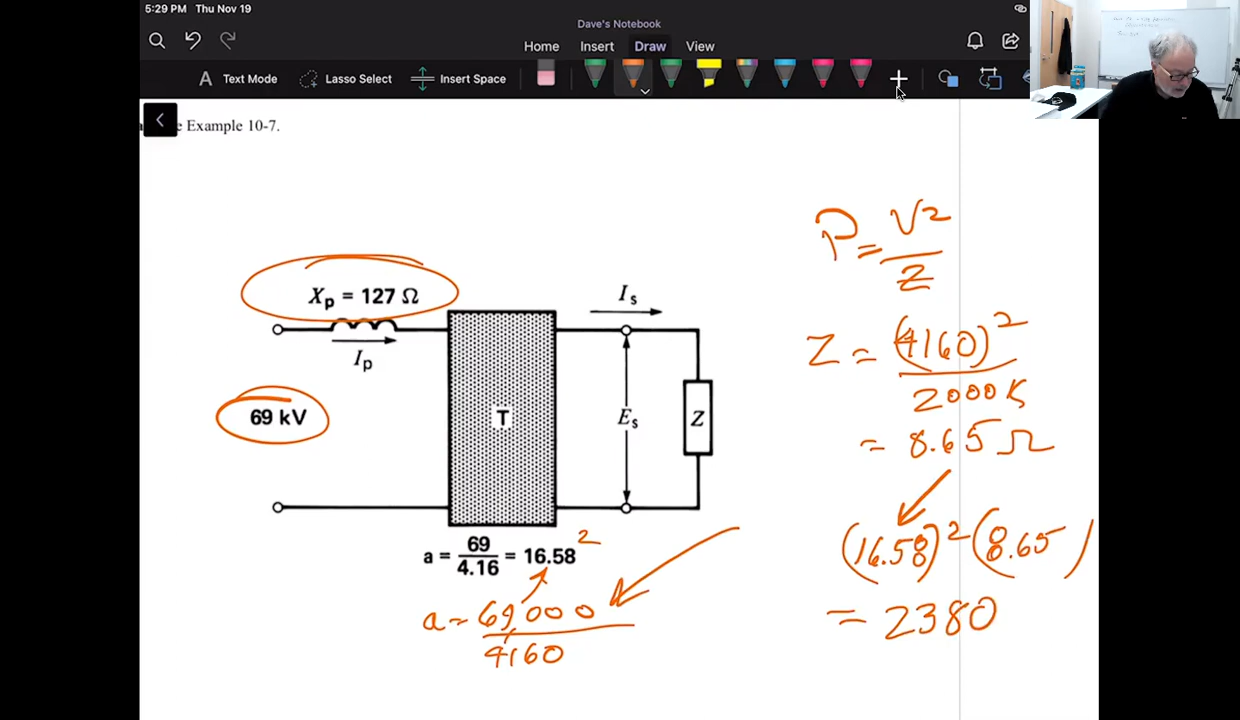 5:29 PM Thu Nov 19
Dave's Notebook
Home Insert Draw View
Text Mode Lasso Select Insert Space
Example 10-7.
Xp = 127 Ω
Ip
69 kV
T
Is
Es
Z
a = 69/4.16 = 16.58 2
a = 69,000/4160
P = V²/Z
Z = (4160)²/2000K
= 8.65 Ω
(16.58)² (8.65)
= 2380